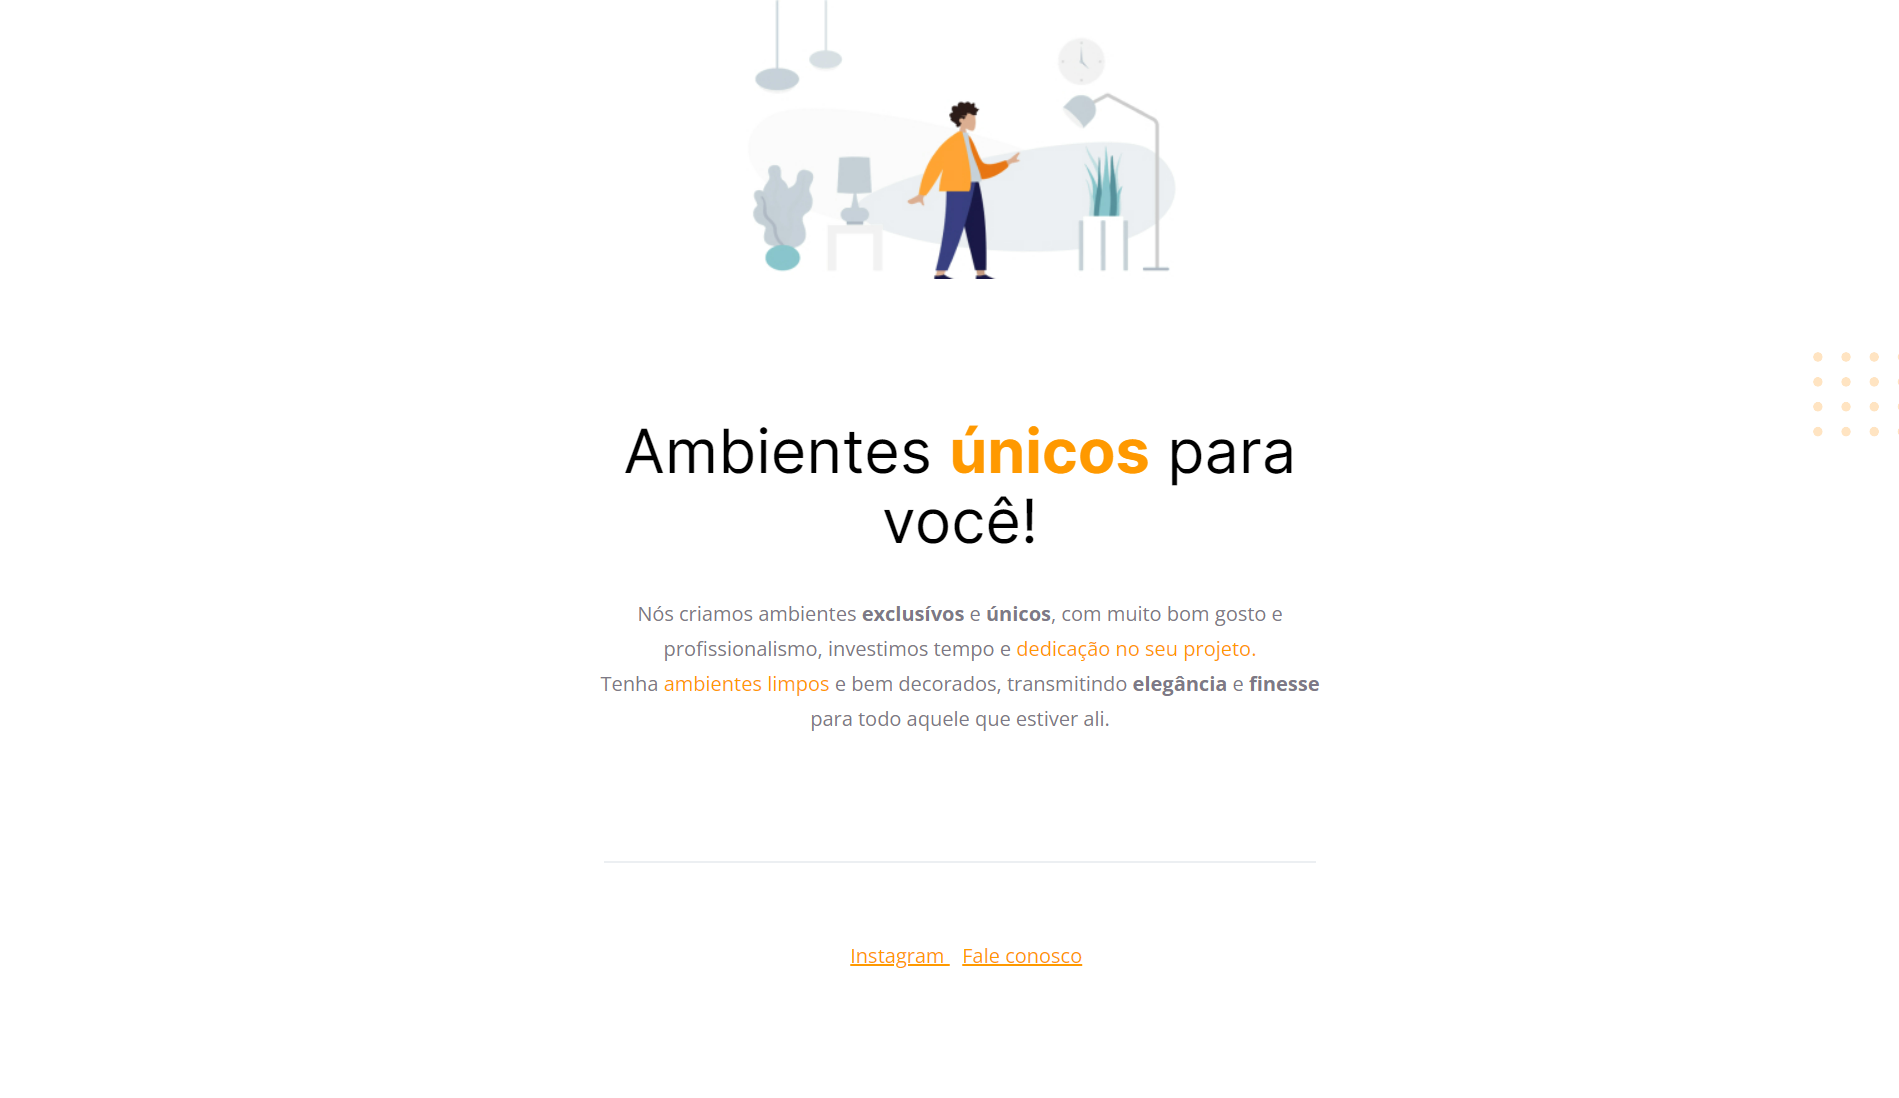 Ambientes únicos para
você!
Nós criamos ambientes exclusívos e únicos, com muito bom gosto e
profissionalismo, investimos tempo e dedicação no seu projeto.
Tenha ambientes limpos e bem decorados, transmitindo elegância e finesse
para todo aquele que estiver ali.
Instagram Fale conosco